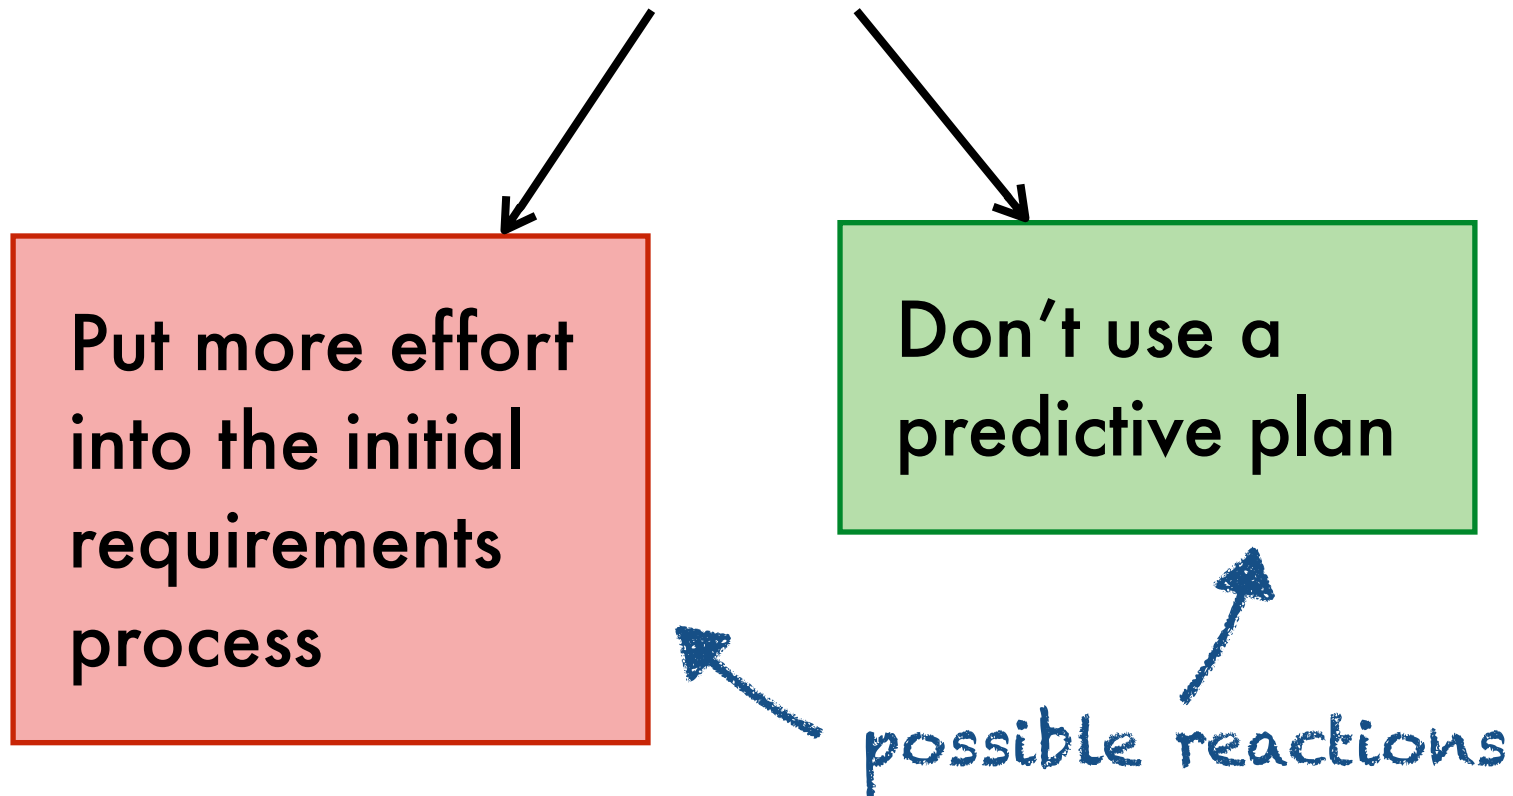 Put more effort
into the initial
requirements
process
Don’t use a
predictive plan
possible reactions